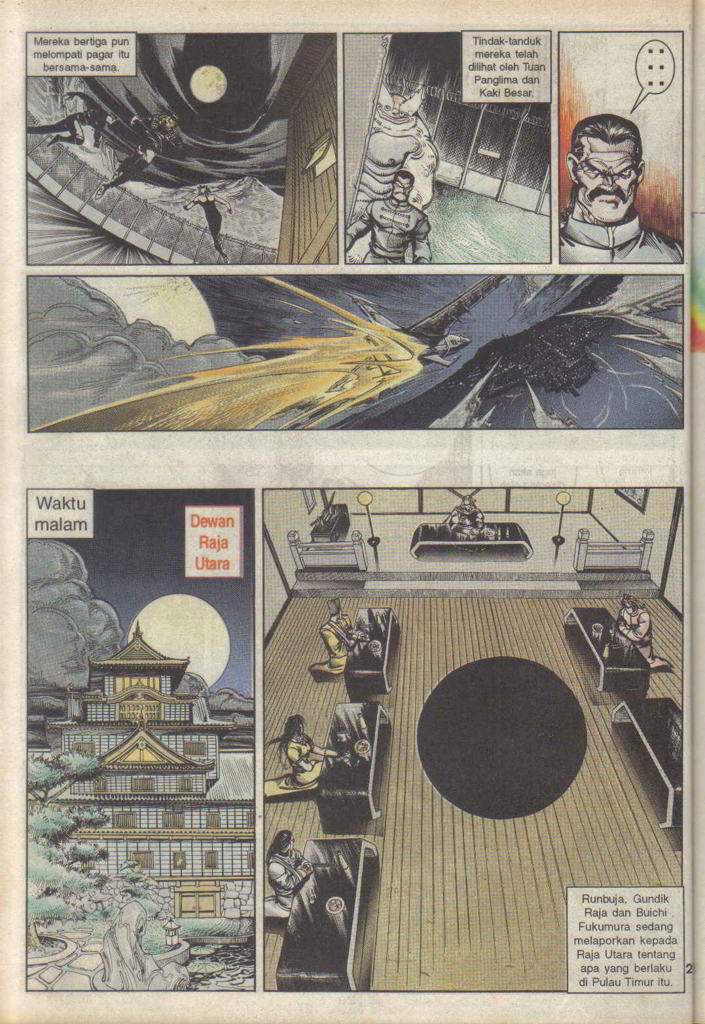 Mereka bertiga pun
melompati pagar itu
bersama-sama.
Tindak-tanduk
mereka telah
dilihat oleh Tuan
Panglima dan
Kaki Besar.
Waktu
malam
Dewan
Raja
Utara
Runbuja, Gundik
Raja dan Buichi
Fukumura sedang
melaporkan kepada
Raja Utara tentang
apa yang berlaku
di Pulau Timur itu.
2